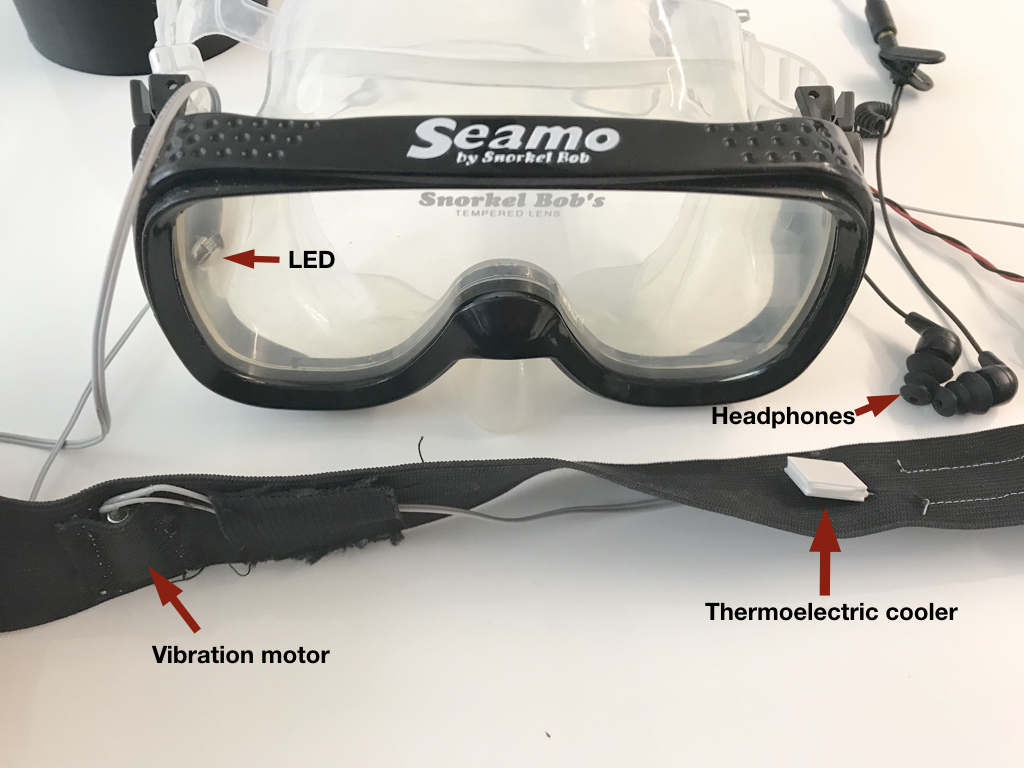 Seamo
by Snorkel Bob
Snorkel Bob's
TEMPERED LENS
LED
Headphones
Thermoelectric cooler
Vibration motor